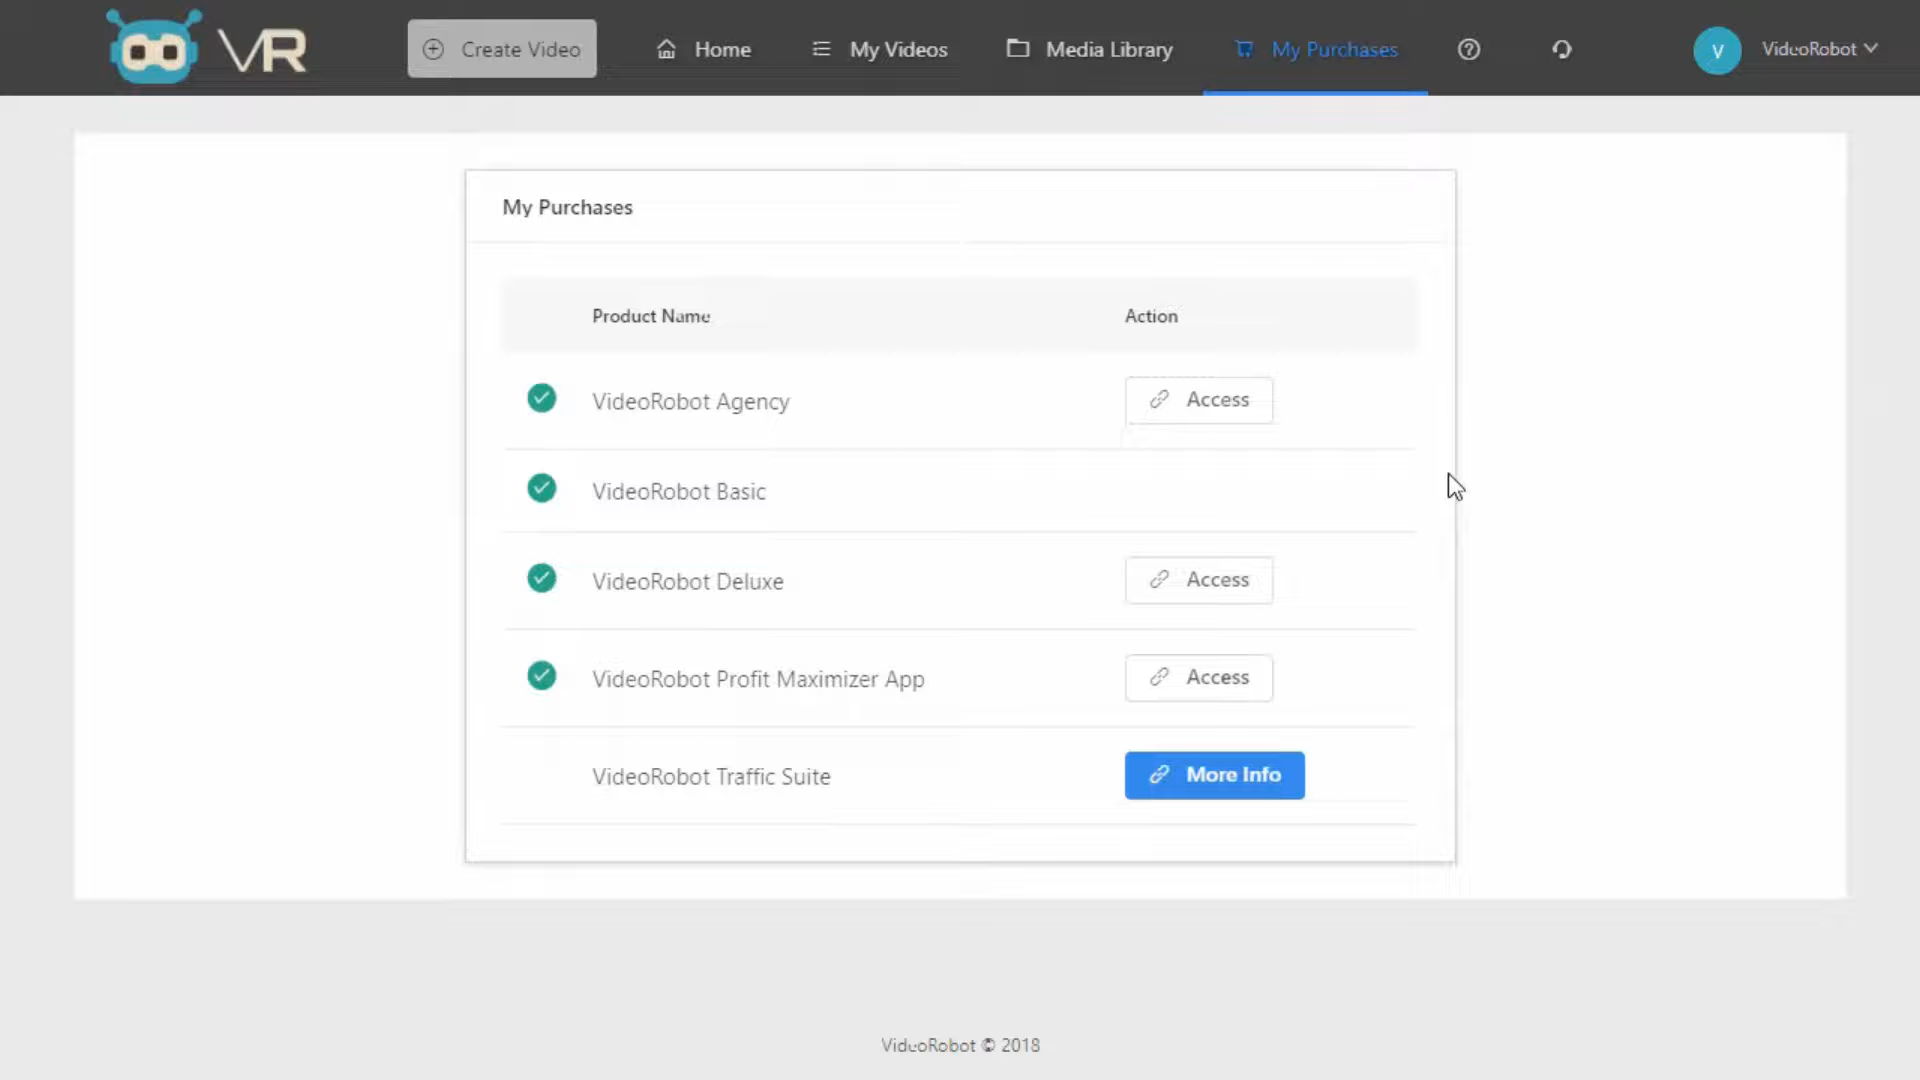 VR Create Video Home My Videos Media Library My Purchases V VideoRobot
My Purchases
Product Name Action
VideoRobot Agency Access
VideoRobot Basic
VideoRobot Deluxe Access
VideoRobot Profit Maximizer App Access
VideoRobot Traffic Suite More Info
VideoRobot © 2018